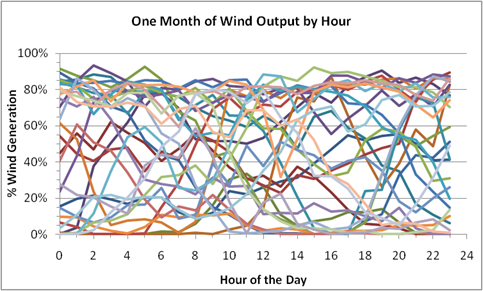 One Month of Wind Output by Hour
100%
80%
60%
40%
20%
0%
% Wind Generation
0 2 4 6 8 10 12 14 16 18 20 22 24
Hour of the Day